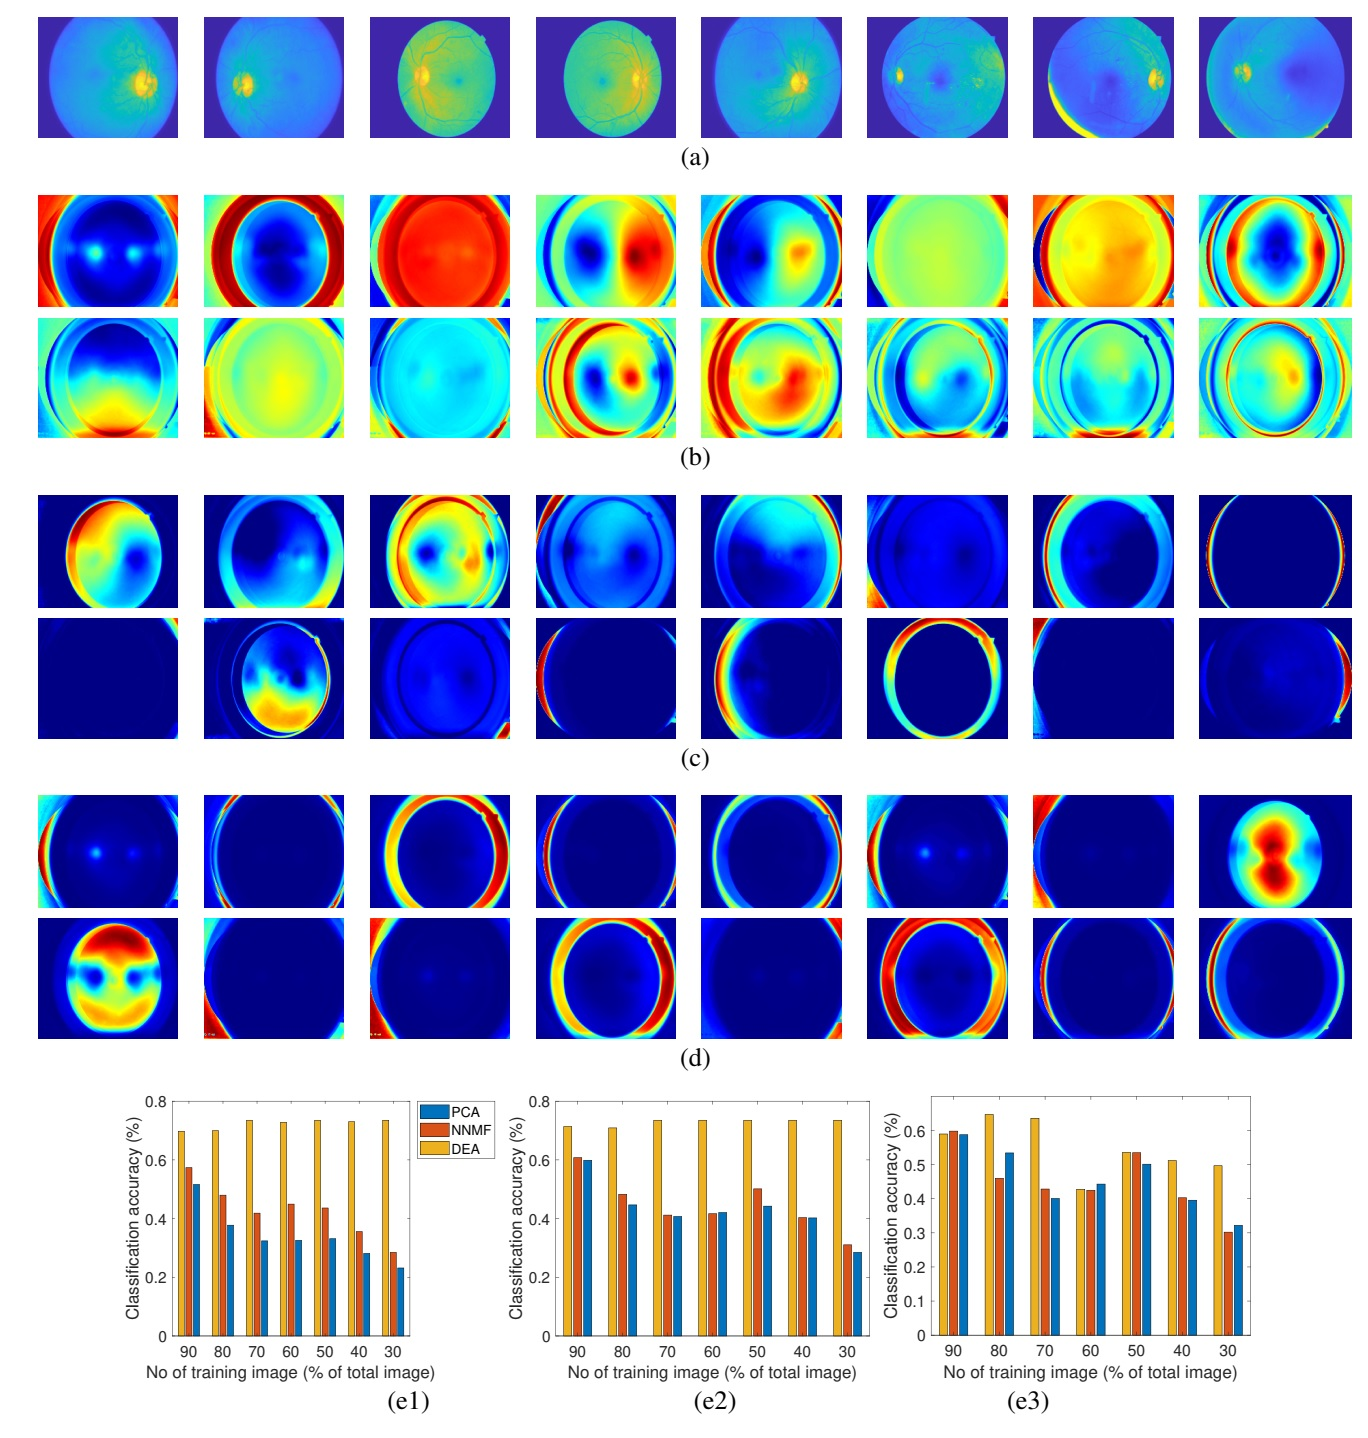 (a)
(b)
(c)
(d)
Classification accuracy (%)
0.8
0.6
0.4
0.2
0
90 80 70 60 50 40 30
No of training image (% of total image)
PCA
NNMF
DEA
(e1)
Classification accuracy (%)
0.8
0.6
0.4
0.2
0
90 80 70 60 50 40 30
No of training image (% of total image)
(e2)
Classification accuracy (%)
0.6
0.5
0.4
0.3
0.2
0.1
0
90 80 70 60 50 40 30
No of training image (% of total image)
(e3)